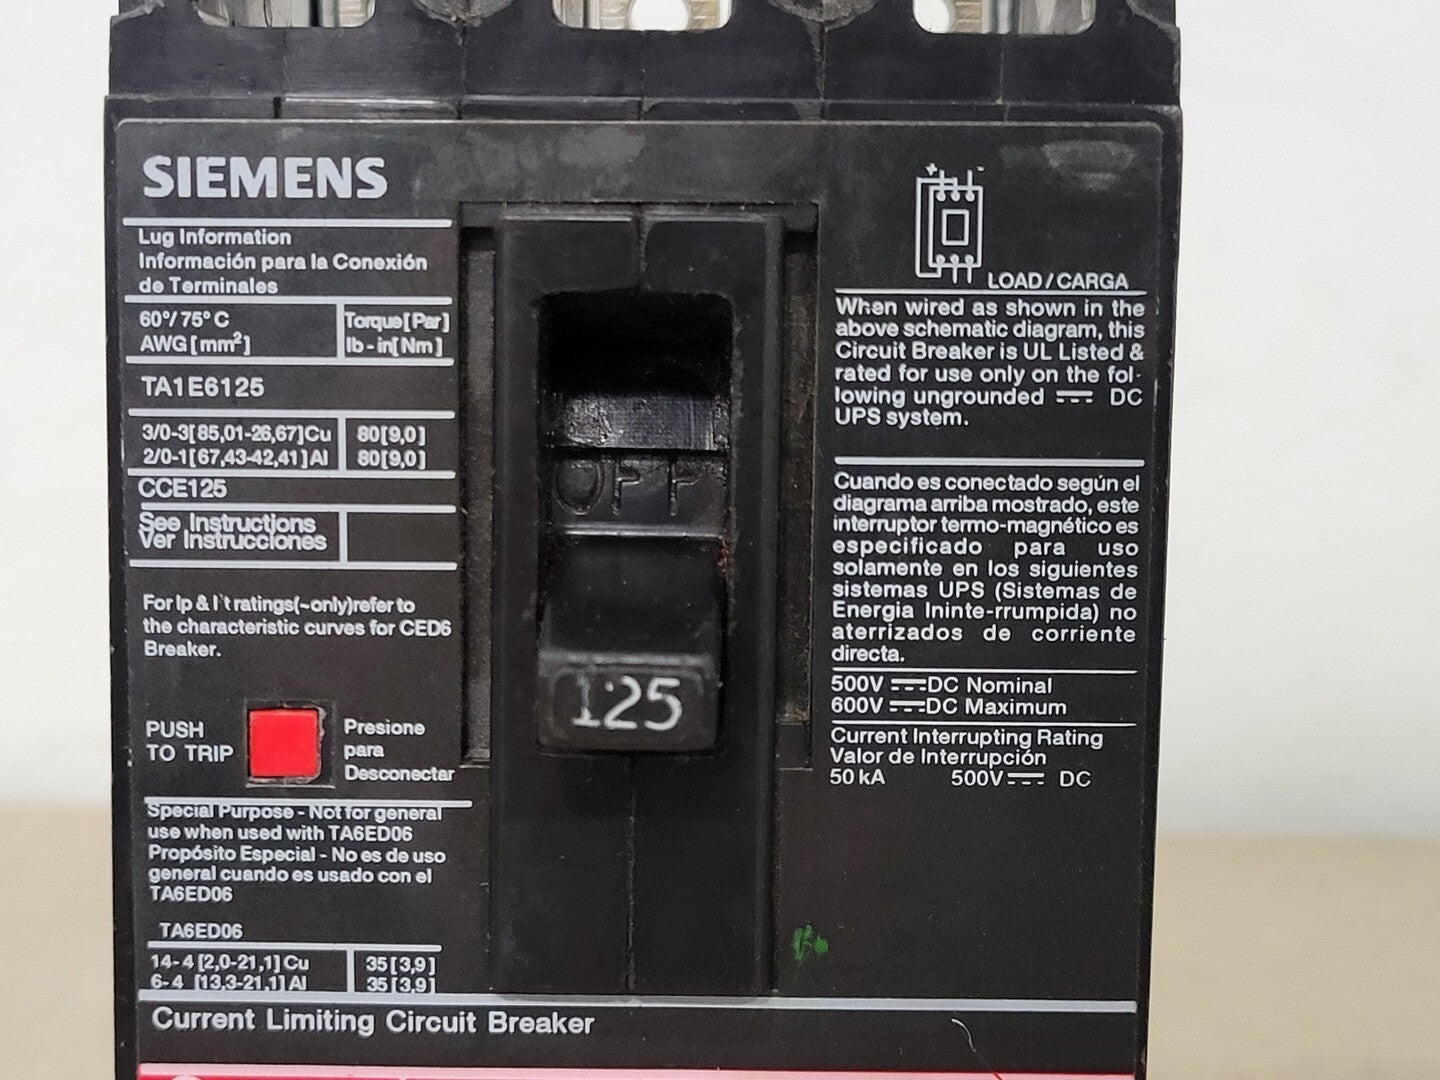 SIEMENS
Lug Information
Información para la Conexión
de Terminales
60°/75° C
AWG [mm²]
Torque[Par]
lb-in[Nm]
TA1E6125
3/0-3[85,01-26,67]Cu 80[9,0]
2/0-1[67,43-42,41]Al 80[9,0]
CCE125
See Instructions
Ver Instrucciones
For Ip & I²t ratings(~only)refer to
the characteristic curves for CED6
Breaker.
PUSH
TO TRIP
Presione
para
Desconectar
Special Purpose - Not for general
use when used with TA6ED06
Propósito Especial - No es de uso
general cuando es usado con el
TA6ED06
TA6ED06
14-4 [2,0-21,1] Cu 35[3,9]
6-4 [13,3-21,1] Al 35[3,9]
Current Limiting Circuit Breaker
OFF
125
+ -
LOAD/CARGA
When wired as shown in the
above schematic diagram, this
Circuit Breaker is UL Listed &
rated for use only on the fol-
lowing ungrounded ⎓ DC
UPS system.
Cuando es conectado según el
diagrama arriba mostrado, este
interruptor termo-magnético es
especificado para uso
solamente en los siguientes
sistemas UPS (Sistemas de
Energia Ininte-rrumpida) no
aterrizados de corriente
directa.
500V ⎓ DC Nominal
600V ⎓ DC Maximum
Current Interrupting Rating
Valor de Interrupción
50 kA 500V ⎓ DC